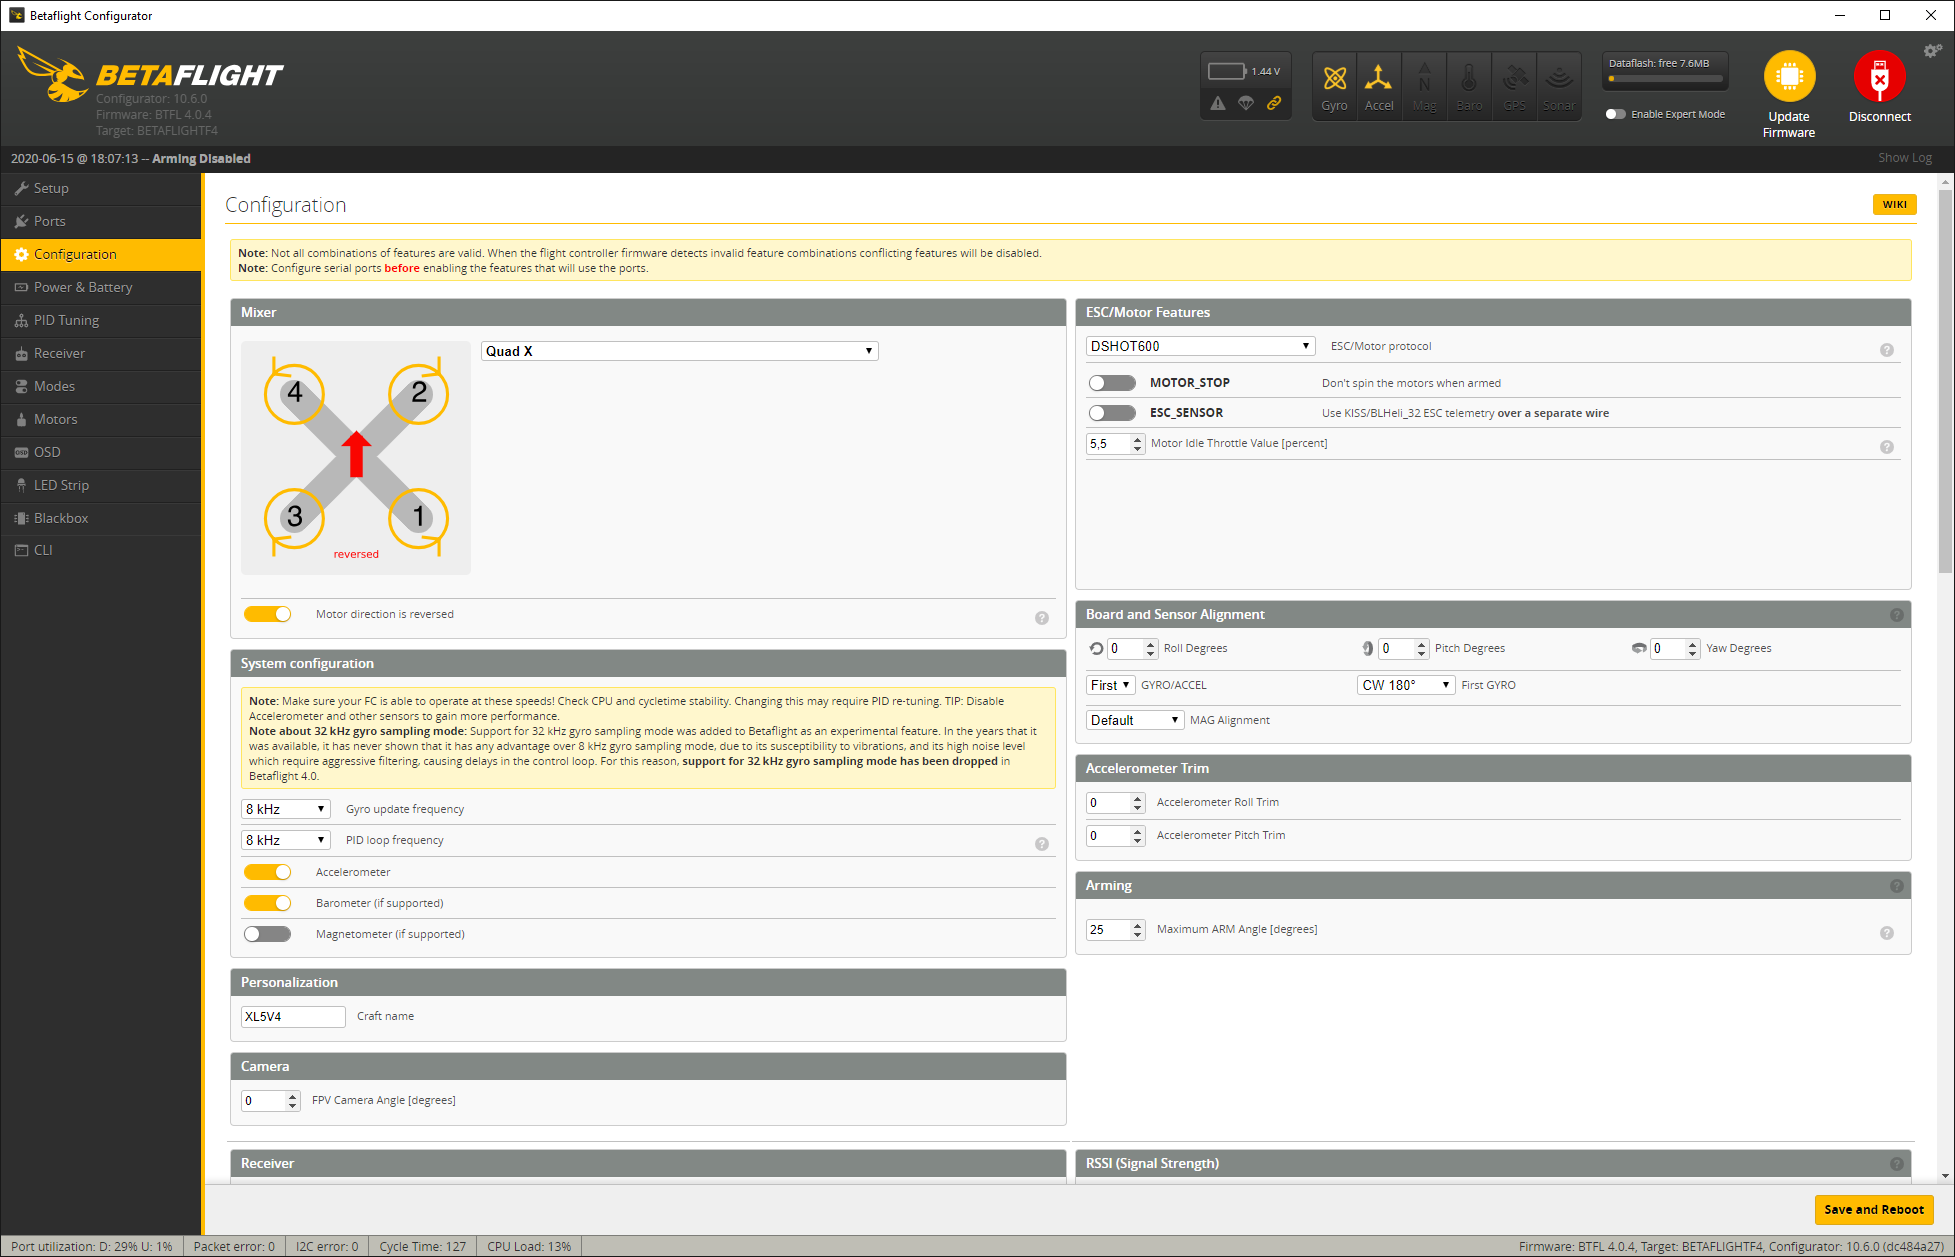 Betaflight Configurator
BETAFLIGHT
Configurator: 10.6.0
Firmware: BTFL 4.0.4
Target: BETAFLIGHTF4
1.44 V
Gyro
Accel
Mag
Baro
GPS
Sonar
Dataflash: free 7.6MB
Enable Expert Mode
Update
Firmware
Disconnect
2020-06-15 @ 18:07:13 -- Arming Disabled
Show Log
Setup
Ports
Configuration
Power & Battery
PID Tuning
Receiver
Modes
Motors
OSD
LED Strip
Blackbox
CLI
Configuration
WIKI
Note: Not all combinations of features are valid. When the flight controller firmware detects invalid feature combinations conflicting features will be disabled.
Note: Configure serial ports before enabling the features that will use the ports.
Mixer
Quad X
4
2
3
1
reversed
Motor direction is reversed
System configuration
Note: Make sure your FC is able to operate at these speeds! Check CPU and cycletime stability. Changing this may require PID re-tuning. TIP: Disable
Accelerometer and other sensors to gain more performance.
Note about 32 kHz gyro sampling mode: Support for 32 kHz gyro sampling mode was added to Betaflight as an experimental feature. In the years that it
was available, it has never shown that it has any advantage over 8 kHz gyro sampling mode, due to its susceptibility to vibrations, and its high noise level
which require aggressive filtering, causing delays in the control loop. For this reason, support for 32 kHz gyro sampling mode has been dropped in
Betaflight 4.0.
8 kHz Gyro update frequency
8 kHz PID loop frequency
Accelerometer
Barometer (if supported)
Magnetometer (if supported)
Personalization
XL5V4 Craft name
Camera
0 FPV Camera Angle [degrees]
Receiver
ESC/Motor Features
DSHOT600 ESC/Motor protocol
MOTOR_STOP Don't spin the motors when armed
ESC_SENSOR Use KISS/BLHeli_32 ESC telemetry over a separate wire
5,5 Motor Idle Throttle Value [percent]
Board and Sensor Alignment
0 Roll Degrees 0 Pitch Degrees 0 Yaw Degrees
First GYRO/ACCEL CW 180° First GYRO
Default MAG Alignment
Accelerometer Trim
0 Accelerometer Roll Trim
0 Accelerometer Pitch Trim
Arming
25 Maximum ARM Angle [degrees]
RSSI (Signal Strength)
Save and Reboot
Port utilization: D: 29% U: 1% Packet error: 0 I2C error: 0 Cycle Time: 127 CPU Load: 13% Firmware: BTFL 4.0.4, Target: BETAFLIGHTF4, Configurator: 10.6.0 (dc484a27)